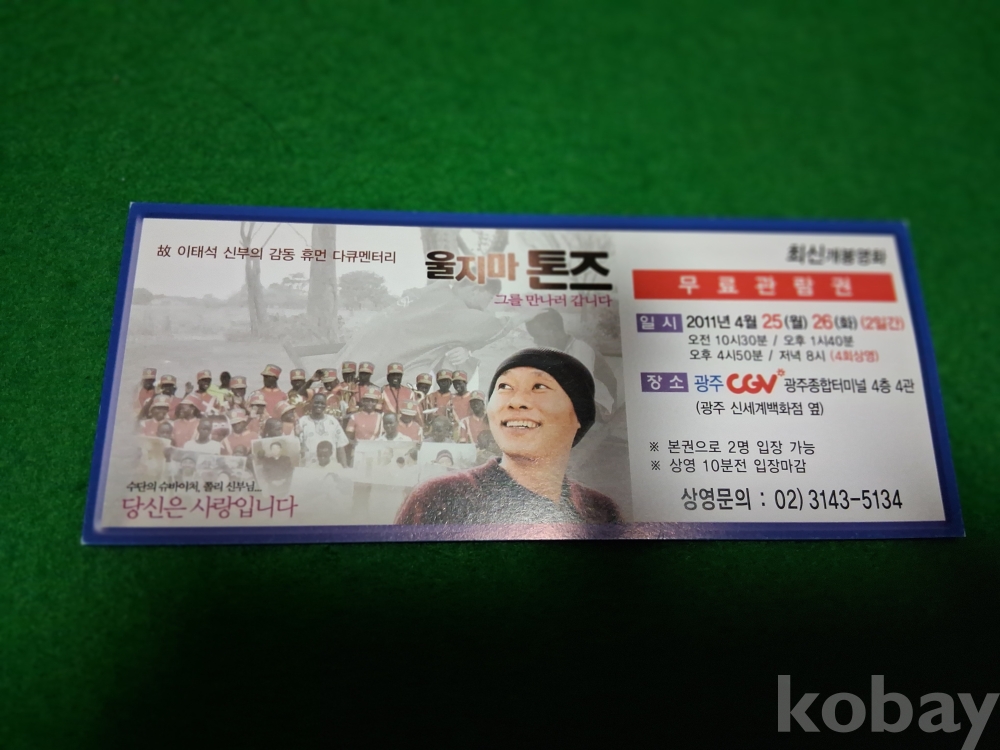 故 이태석 신부의 감동 휴먼 다큐멘터리
울지마 톤즈
그를 만나러 갑니다
수단의 슈바이처, 쫄리 신부님...
당신은 사랑입니다
최신개봉영화
무료관람권
일 시 2011년 4월 25(월) 26(화) (2일간)
오전 10시30분 / 오후 1시40분
오후 4시50분 / 저녁 8시 (4회상영)
장 소 광주 CGV 광주종합터미널 4층 4관
(광주 신세계백화점 옆)
※ 본권으로 2명 입장 가능
※ 상영 10분전 입장마감
상영문의 : 02) 3143-5134
kobay